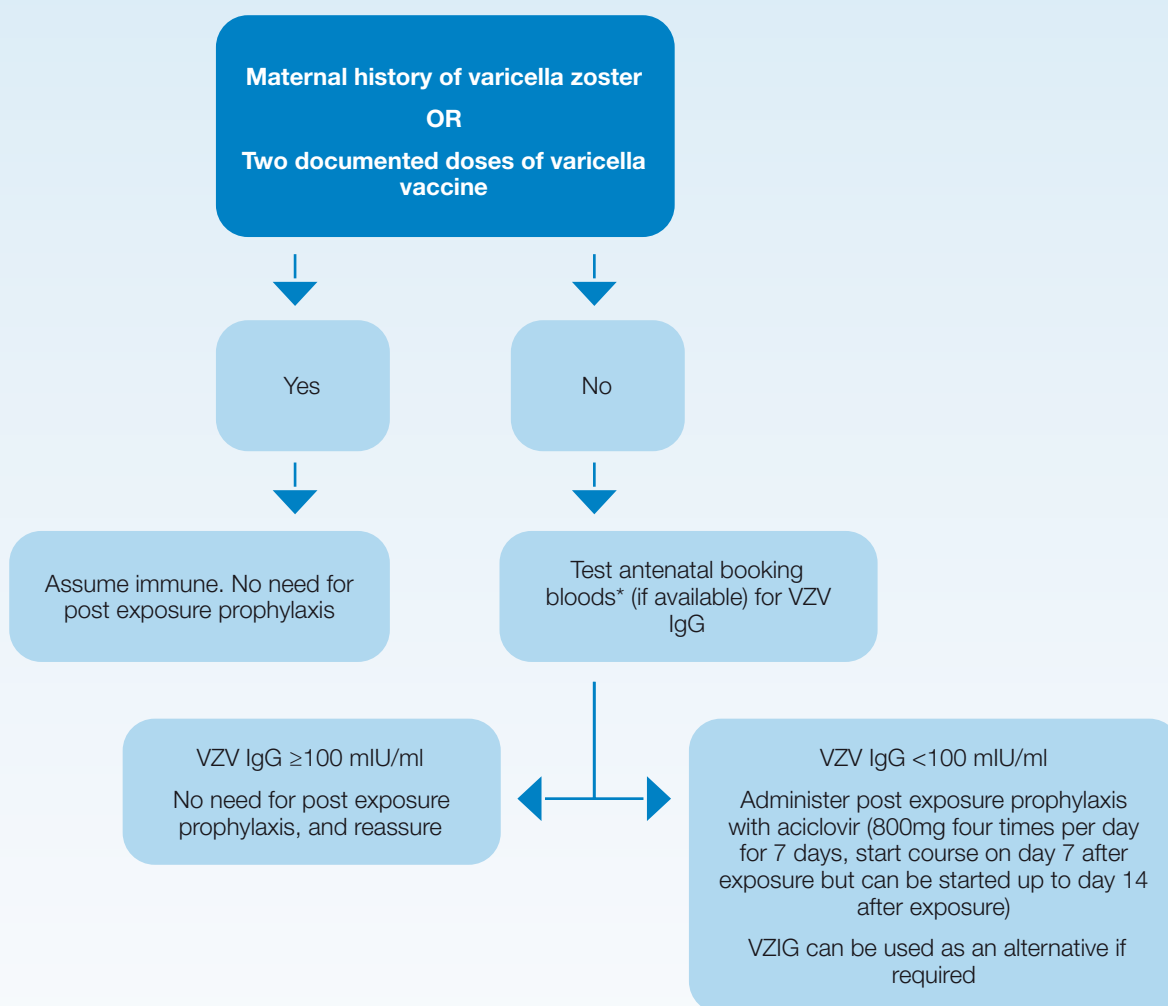 Maternal history of varicella zoster
OR
Two documented doses of varicella
vaccine
Yes
No
Assume immune. No need for
post exposure prophylaxis
Test antenatal booking
bloods* (if available) for VZV
IgG
VZV IgG ≥100 mIU/ml
No need for post exposure
prophylaxis, and reassure
VZV IgG <100 mIU/ml
Administer post exposure prophylaxis
with aciclovir (800mg four times per day
for 7 days, start course on day 7 after
exposure but can be started up to day 14
after exposure)
VZIG can be used as an alternative if
required